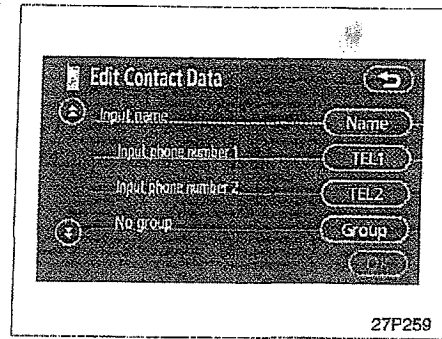 Edit Contact Data
Input name Name
Input phone number 1 TEL1
Input phone number 2 TEL2
No group Group
27P259